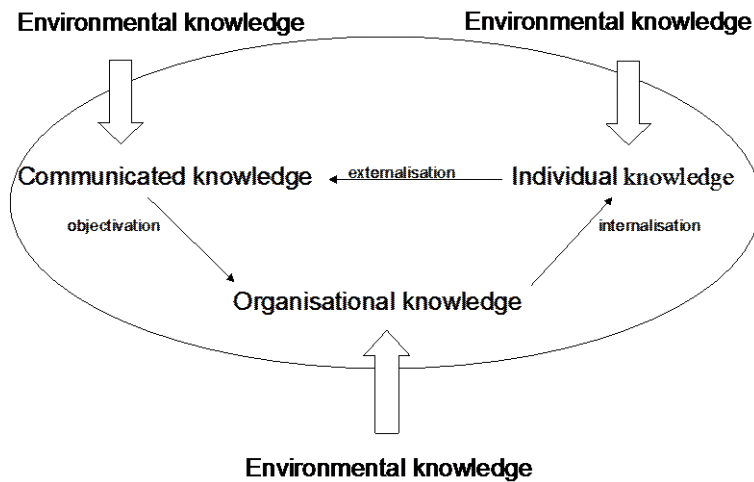 Environmental knowledge
Environmental knowledge
Communicated knowledge
externalisation
Individual knowledge
objectivation
internalisation
Organisational knowledge
Environmental knowledge